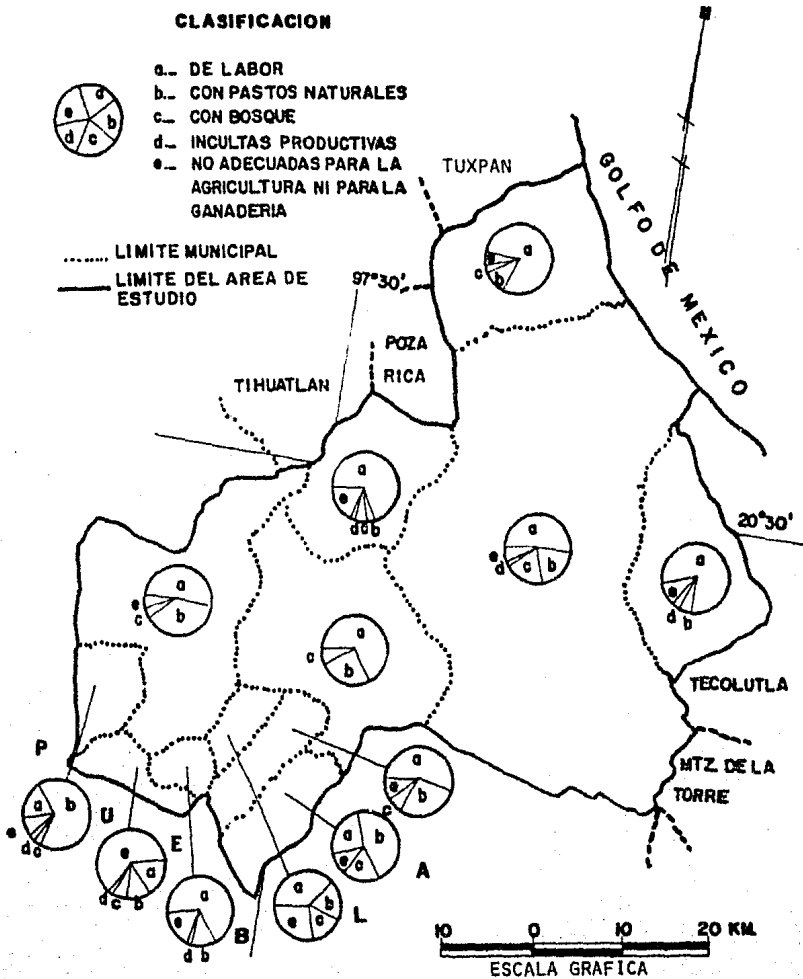 CLASIFICACION
a._ DE LABOR
b._ CON PASTOS NATURALES
c._ CON BOSQUE
d._ INCULTAS PRODUCTIVAS
e._ NO ADECUADAS PARA LA
AGRICULTURA NI PARA LA
GANADERIA
d
e b
d c
...... LIMITE MUNICIPAL
LIMITE DEL AREA DE
ESTUDIO
N
TUXPAN
GOLFO DE MEXICO
97°30'
POZA
RICA
TIHUATLAN
20°30'
TECOLUTLA
MTZ. DE LA
TORRE
a
e
c b
a
e
d c b
a
e
d c b
a
e
d b
a
e
c b
a
c b
P
U
E
B
L
A
a b
e
d c
e
a
d c b
a
e
d b
a
b
e c
a b
e c
a
e b
c
10 0 10 20 KM.
ESCALA GRAFICA